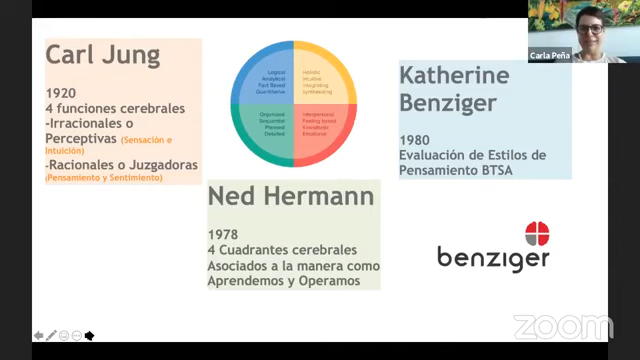 Carl Jung
1920
4 funciones cerebrales
-Irracionales o
Perceptivas (Sensación e
Intuición)
-Racionales o Juzgadoras
(Pensamiento y Sentimiento)
Logical
Analytical
Fact Based
Quantitative
Holistic
Intuitive
Integrating
Synthesizing
Organized
Sequential
Planned
Detailed
Interpersonal
Feeling based
Kinesthetic
Emotional
Ned Hermann
1978
4 Cuadrantes cerebrales
Asociados a la manera como
Aprendemos y Operamos
Carla Peña
Katherine
Benziger
1980
Evaluación de Estilos de
Pensamiento BTSA
benziger
zoom